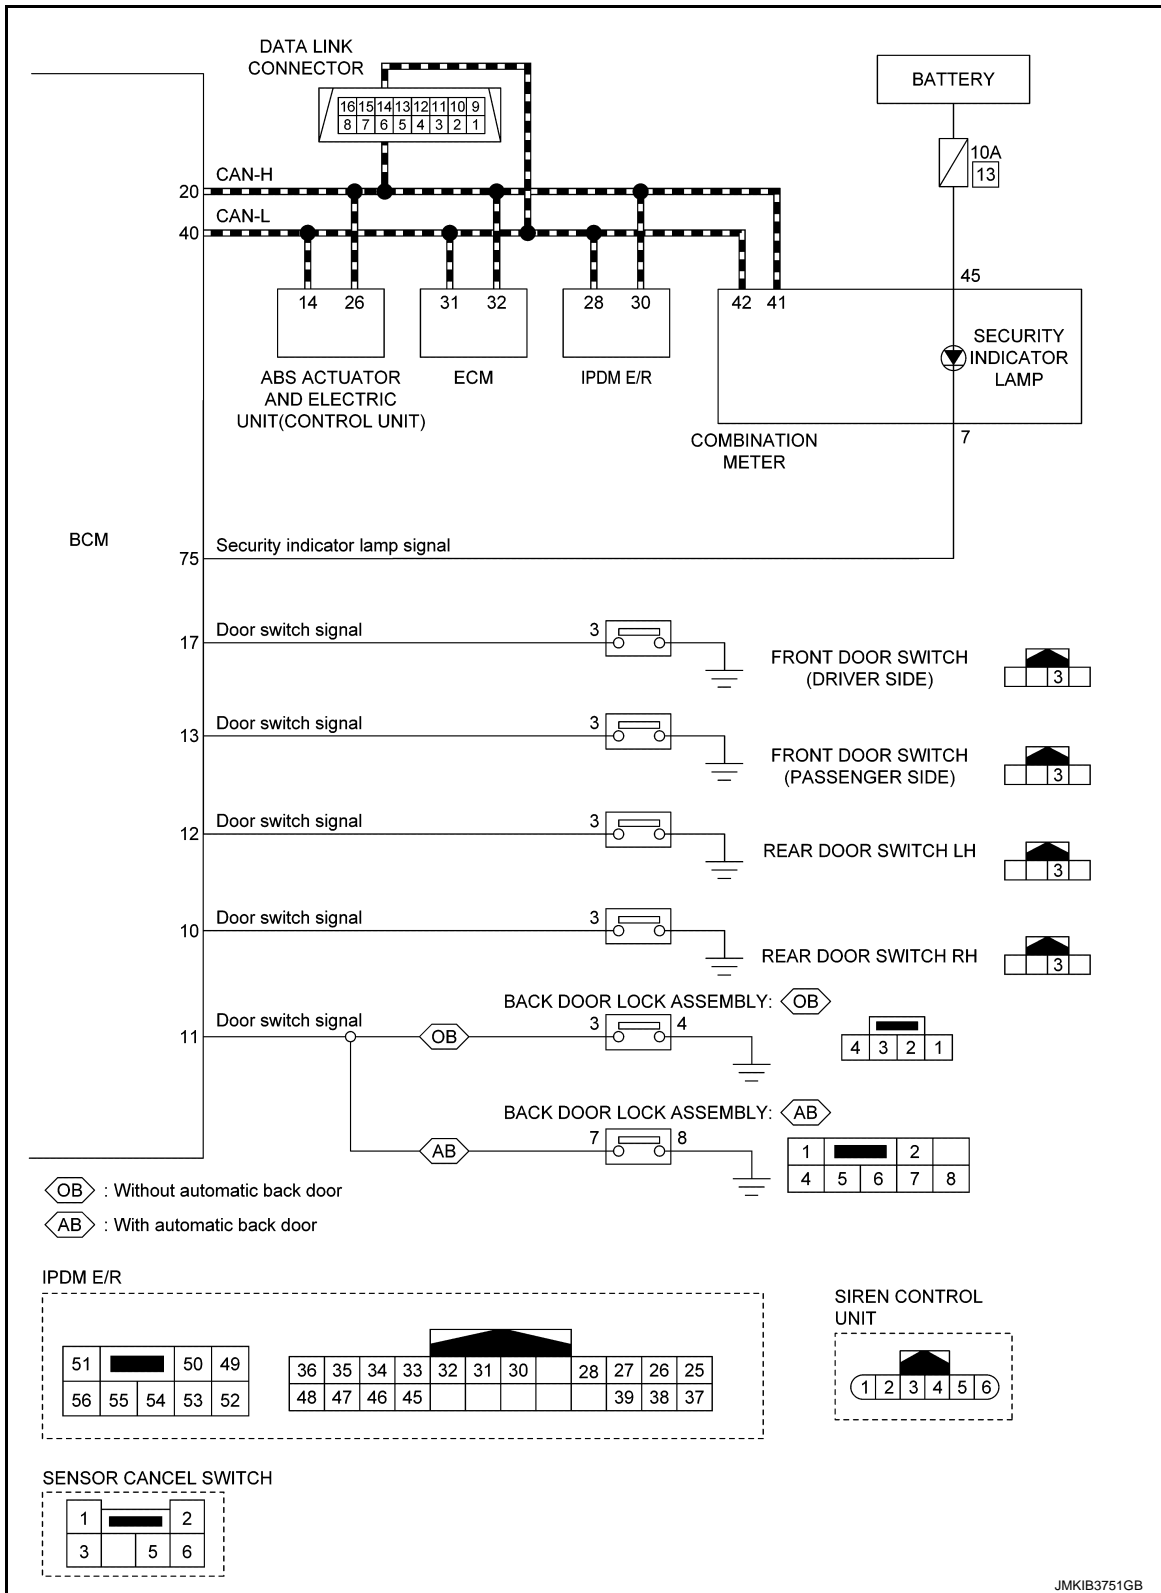 DATA LINK
CONNECTOR
16 15 14 13 12 11 10 9
8 7 6 5 4 3 2 1
BATTERY
10A
13
20 CAN-H
40 CAN-L
45
14 26
31 32
28 30
42 41
SECURITY
INDICATOR
LAMP
ABS ACTUATOR
AND ELECTRIC
UNIT(CONTROL UNIT)
ECM
IPDM E/R
COMBINATION
METER
7
BCM
75 Security indicator lamp signal
17 Door switch signal 3
FRONT DOOR SWITCH
(DRIVER SIDE)
3
13 Door switch signal 3
FRONT DOOR SWITCH
(PASSENGER SIDE)
3
12 Door switch signal 3
REAR DOOR SWITCH LH
3
10 Door switch signal 3
REAR DOOR SWITCH RH
3
BACK DOOR LOCK ASSEMBLY: OB
11 Door switch signal OB 3 4
4 3 2 1
BACK DOOR LOCK ASSEMBLY: AB
AB 7 8
1 2
4 5 6 7 8
OB : Without automatic back door
AB : With automatic back door
IPDM E/R
51 50 49
56 55 54 53 52
36 35 34 33 32 31 30 28 27 26 25
48 47 46 45 39 38 37
SIREN CONTROL
UNIT
1 2 3 4 5 6
SENSOR CANCEL SWITCH
1 2
3 5 6
JMKIB3751GB